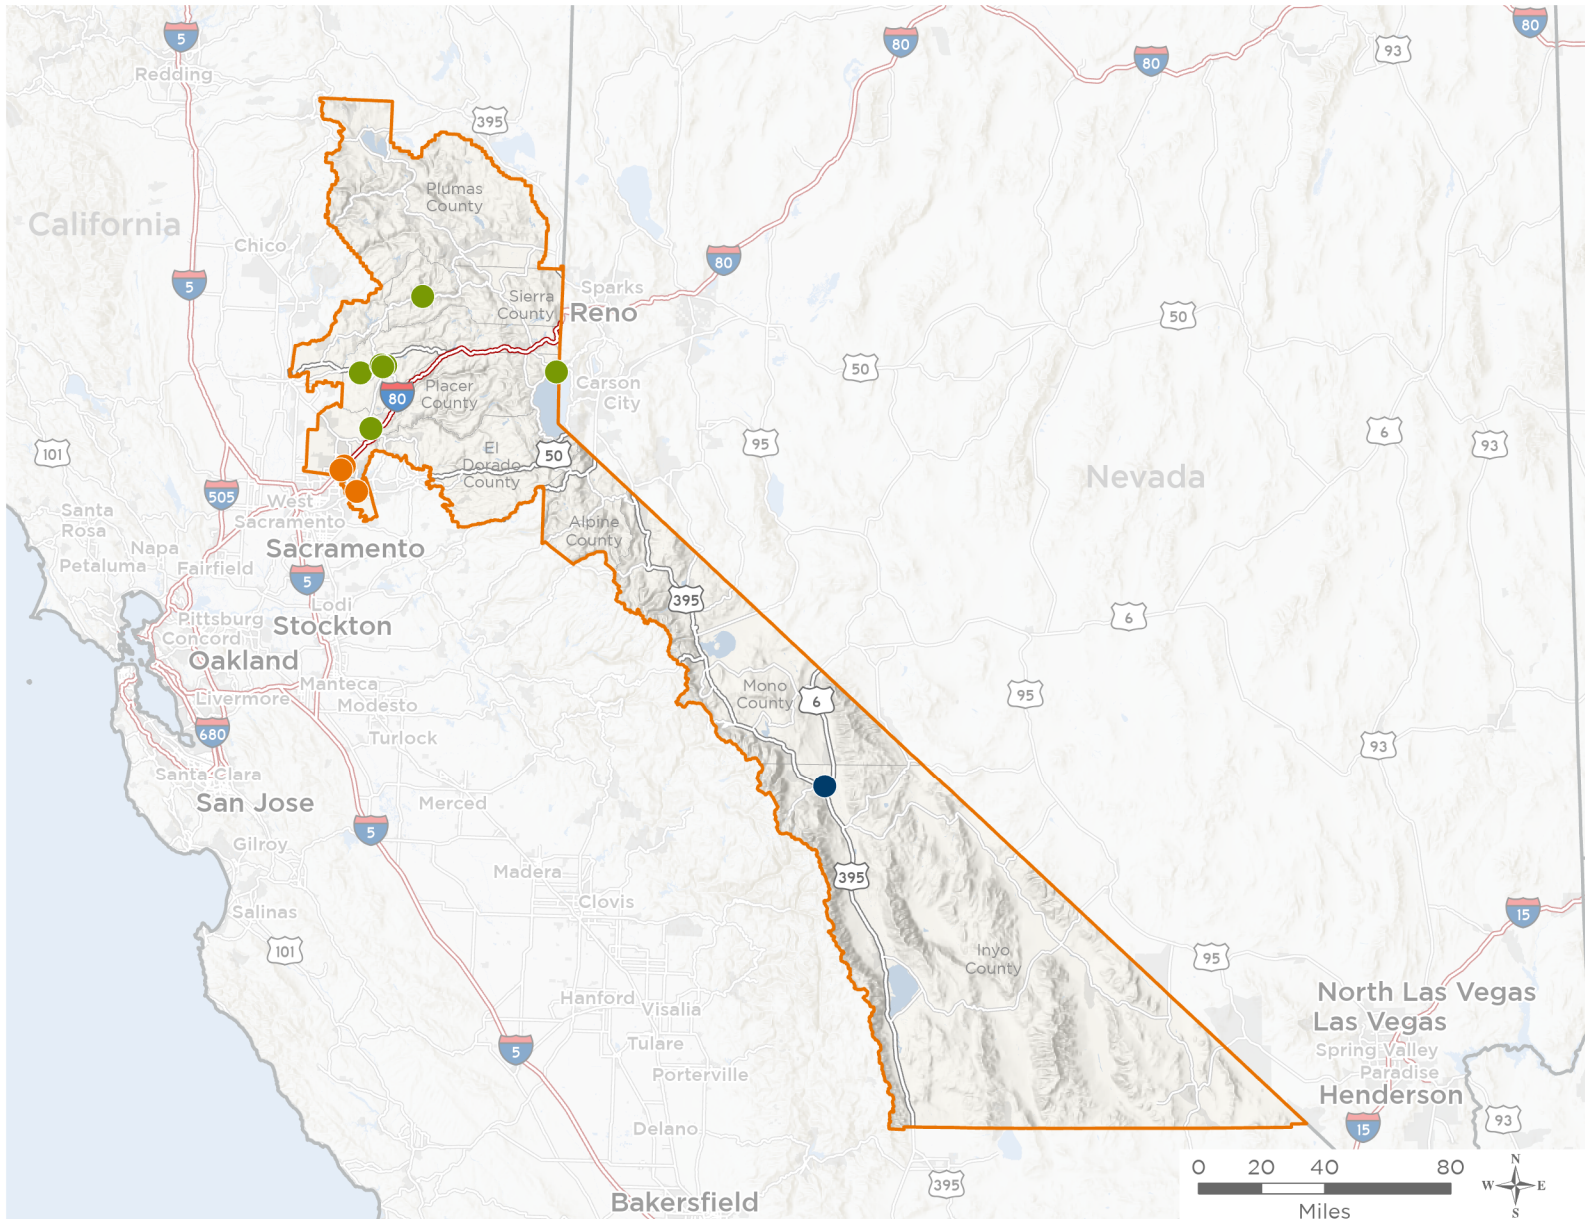 5
80
80
80
93
Redding
395
Plumas
County
California
Chico
80
5
Sierra
County
Sparks
Reno
50
50
Carson
City
Placer
County
80
6
93
95
101
El
Dorado
County
50
Nevada
505
West
Sacramento
Santa
Rosa
Alpine
County
Napa
Petaluma
Sacramento
Fairfield
5
395
Lodi
Pittsburg
Stockton
Concord
6
Oakland
Manteca
Livermore
Modesto
Mono
County
6
95
680
Turlock
93
Santa Clara
San Jose
Merced
5
Gilroy
Madera
395
Clovis
Salinas
15
101
Inyo
County
95
Hanford
Visalia
North Las Vegas
Las Vegas
5
Tulare
Spring Valley
Paradise
Porterville
Henderson
93
Delano
15
395
Bakersfield
0 20 40 80
Miles
N
W E
S